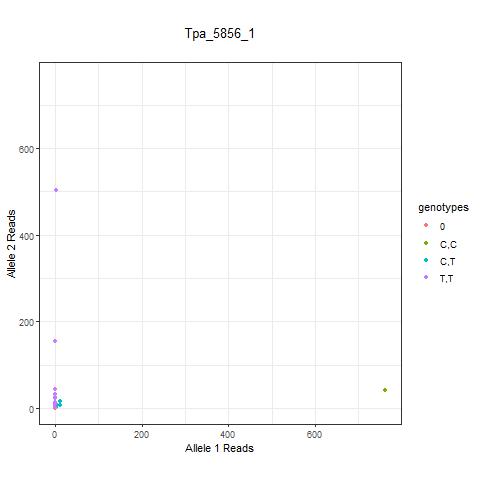 Tpa_5856_1
Allele 2 Reads
600
400
200
0
0 200 400 600
Allele 1 Reads
genotypes
0
C,C
C,T
T,T